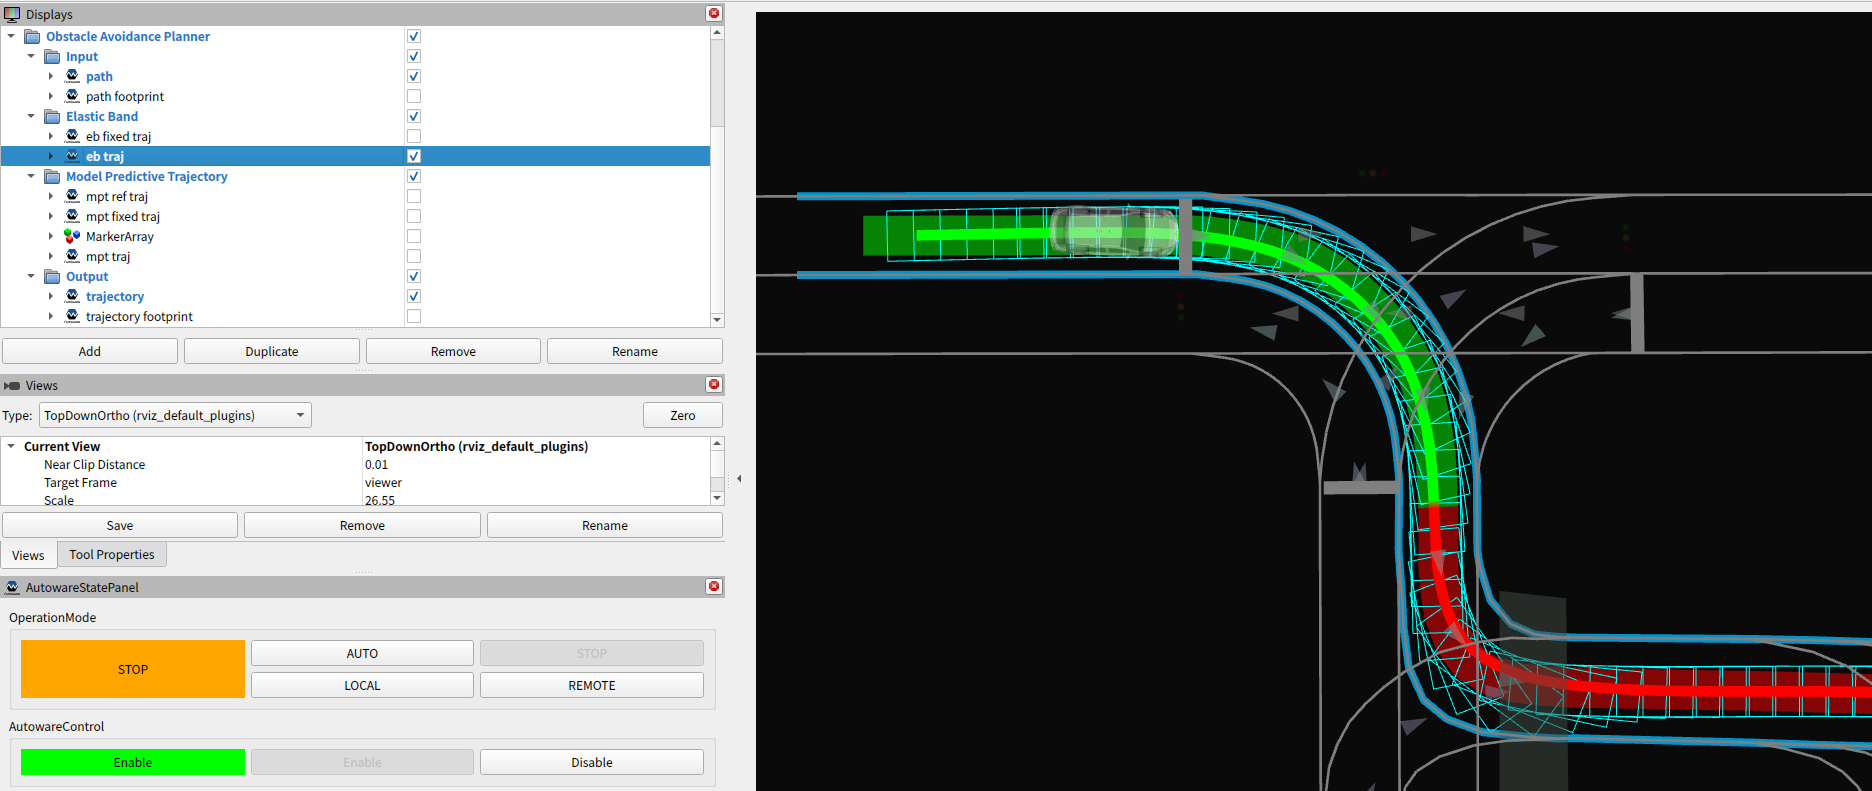 Displays
Obstacle Avoidance Planner
Input
path
path footprint
Elastic Band
eb fixed traj
eb traj
Model Predictive Trajectory
mpt ref traj
mpt fixed traj
MarkerArray
mpt traj
Output
trajectory
trajectory footprint
Add Duplicate Remove Rename
Views
Type: TopDownOrtho (rviz_default_plugins) Zero
Current View TopDownOrtho (rviz_default_plugins)
Near Clip Distance 0.01
Target Frame viewer
Scale 26.55
Save Remove Rename
Views Tool Properties
AutowareStatePanel
OperationMode
STOP AUTO STOP
LOCAL REMOTE
AutowareControl
Enable Enable Disable